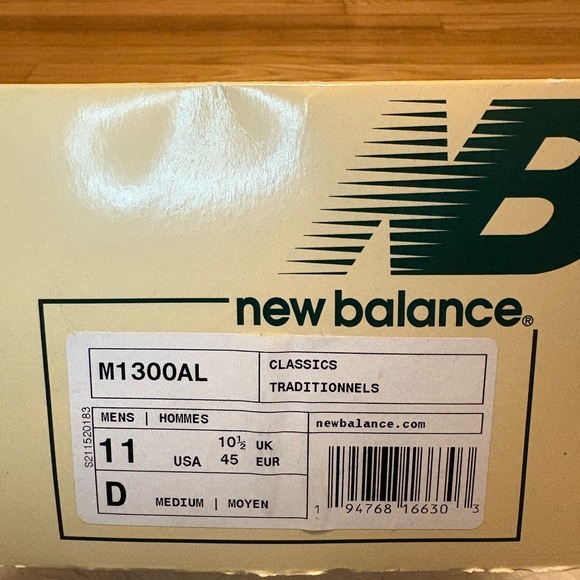 NB
new balance®
M1300AL
CLASSICS
TRADITIONNELS
S211520183
MENS | HOMMES
11 USA
10½ UK
45 EUR
newbalance.com
D MEDIUM | MOYEN
1 94768 16630 3